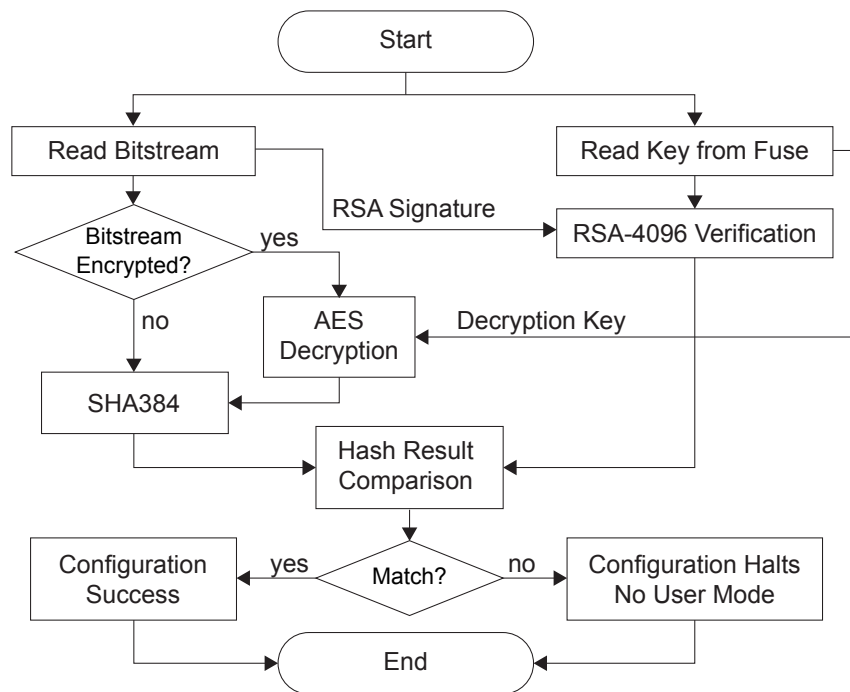 Start
Read Bitstream
Read Key from Fuse
RSA Signature
RSA-4096 Verification
Bitstream
Encrypted?
yes
no
AES
Decryption
Decryption Key
SHA384
Hash Result
Comparison
Configuration
Success
yes
Match?
no
Configuration Halts
No User Mode
End